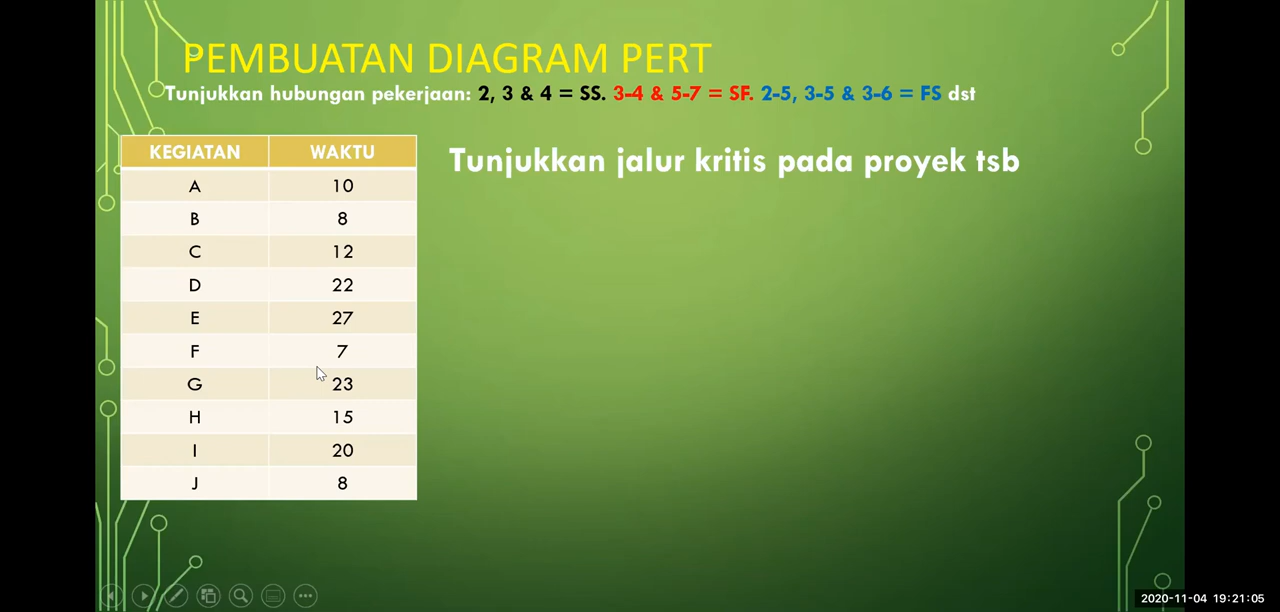 PEMBUATAN DIAGRAM PERT
Tunjukkan hubungan pekerjaan: 2, 3 & 4 = SS. 3-4 & 5-7 = SF. 2-5, 3-5 & 3-6 = FS dst
KEGIATAN WAKTU
A 10
B 8
C 12
D 22
E 27
F 7
G 23
H 15
I 20
J 8
Tunjukkan jalur kritis pada proyek tsb
2020-11-04 19:21:05